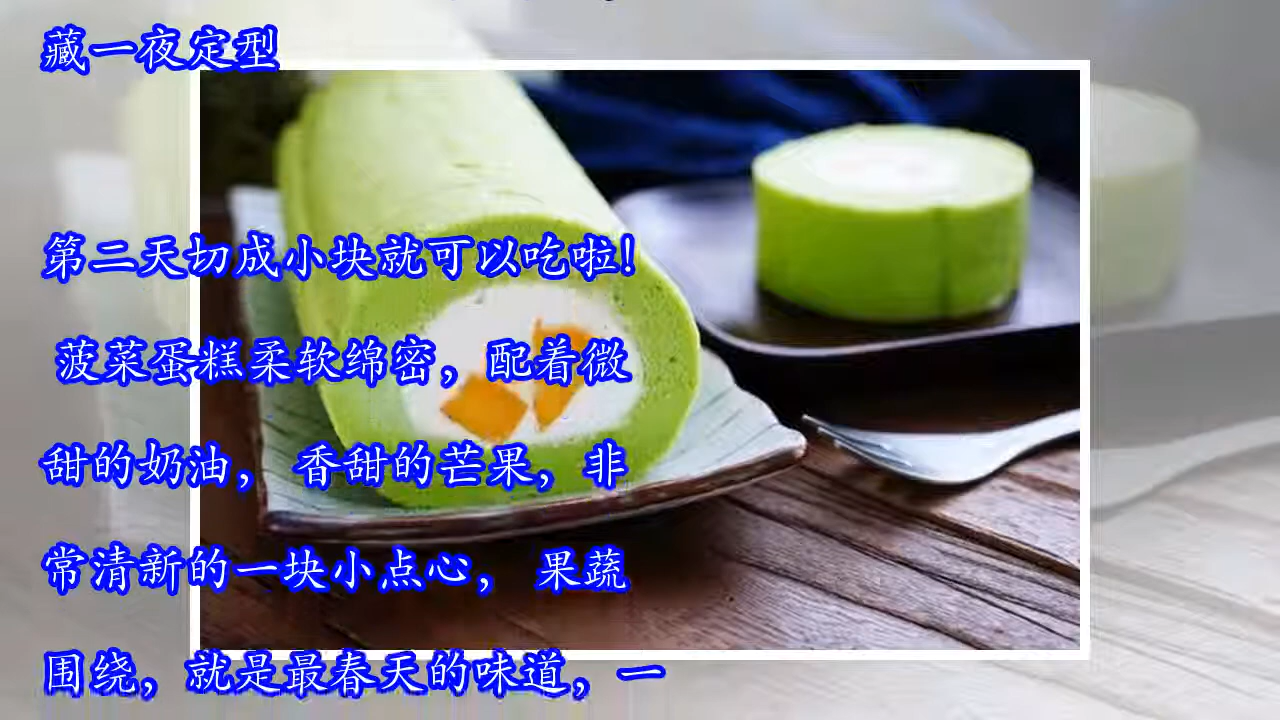 藏一夜定型
第二天切成小块就可以吃啦!
菠菜蛋糕柔软绵密，配着微
甜的奶油， 香甜的芒果，非
常清新的一块小点心， 果蔬
围绕，就是最春天的味道，一